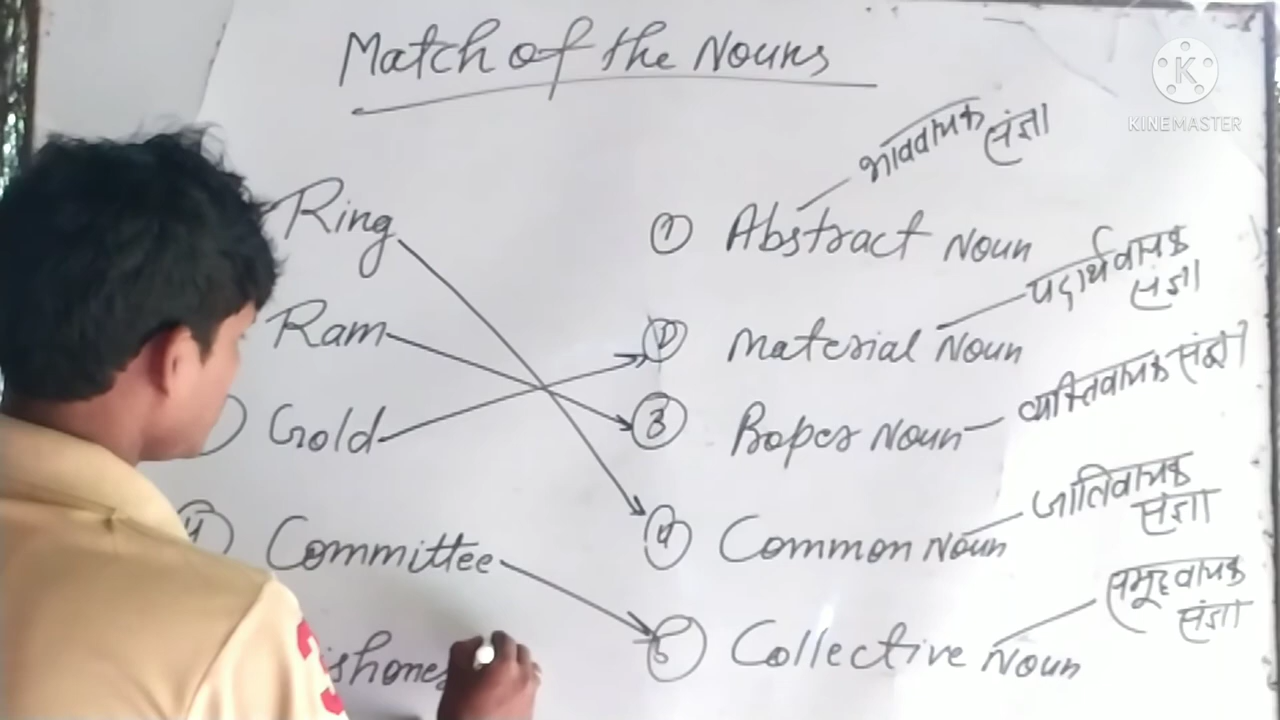 Match of the Nouns
KINEMASTER
Ring
① Abstract Noun
भाववाचक
संज्ञा
Ram
② Material Noun
पदार्थवाचक
संज्ञा
Gold
③ Proper Noun
व्यक्तिवाचक संज्ञा
④ Committee
④ Common Noun
जातिवाचक
संज्ञा
⑤ Collective Noun
समूहवाचक
संज्ञा